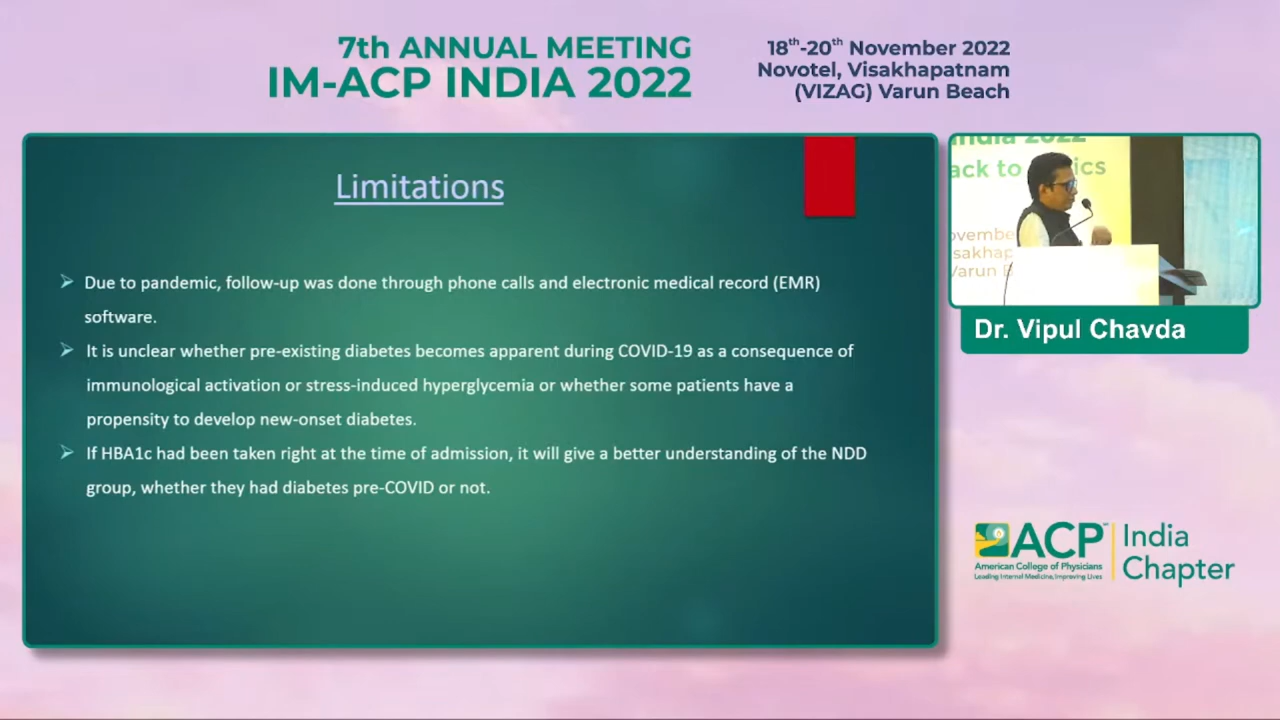 7th ANNUAL MEETING
IM-ACP INDIA 2022
18th-20th November 2022
Novotel, Visakhapatnam
(VIZAG) Varun Beach
Limitations
Due to pandemic, follow-up was done through phone calls and electronic medical record (EMR)
software.
It is unclear whether pre-existing diabetes becomes apparent during COVID-19 as a consequence of
immunological activation or stress-induced hyperglycemia or whether some patients have a
propensity to develop new-onset diabetes.
If HBA1c had been taken right at the time of admission, it will give a better understanding of the NDD
group, whether they had diabetes pre-COVID or not.
Dr. Vipul Chavda
ACP
American College of Physicians
Leading Internal Medicine, Improving Lives
India
Chapter